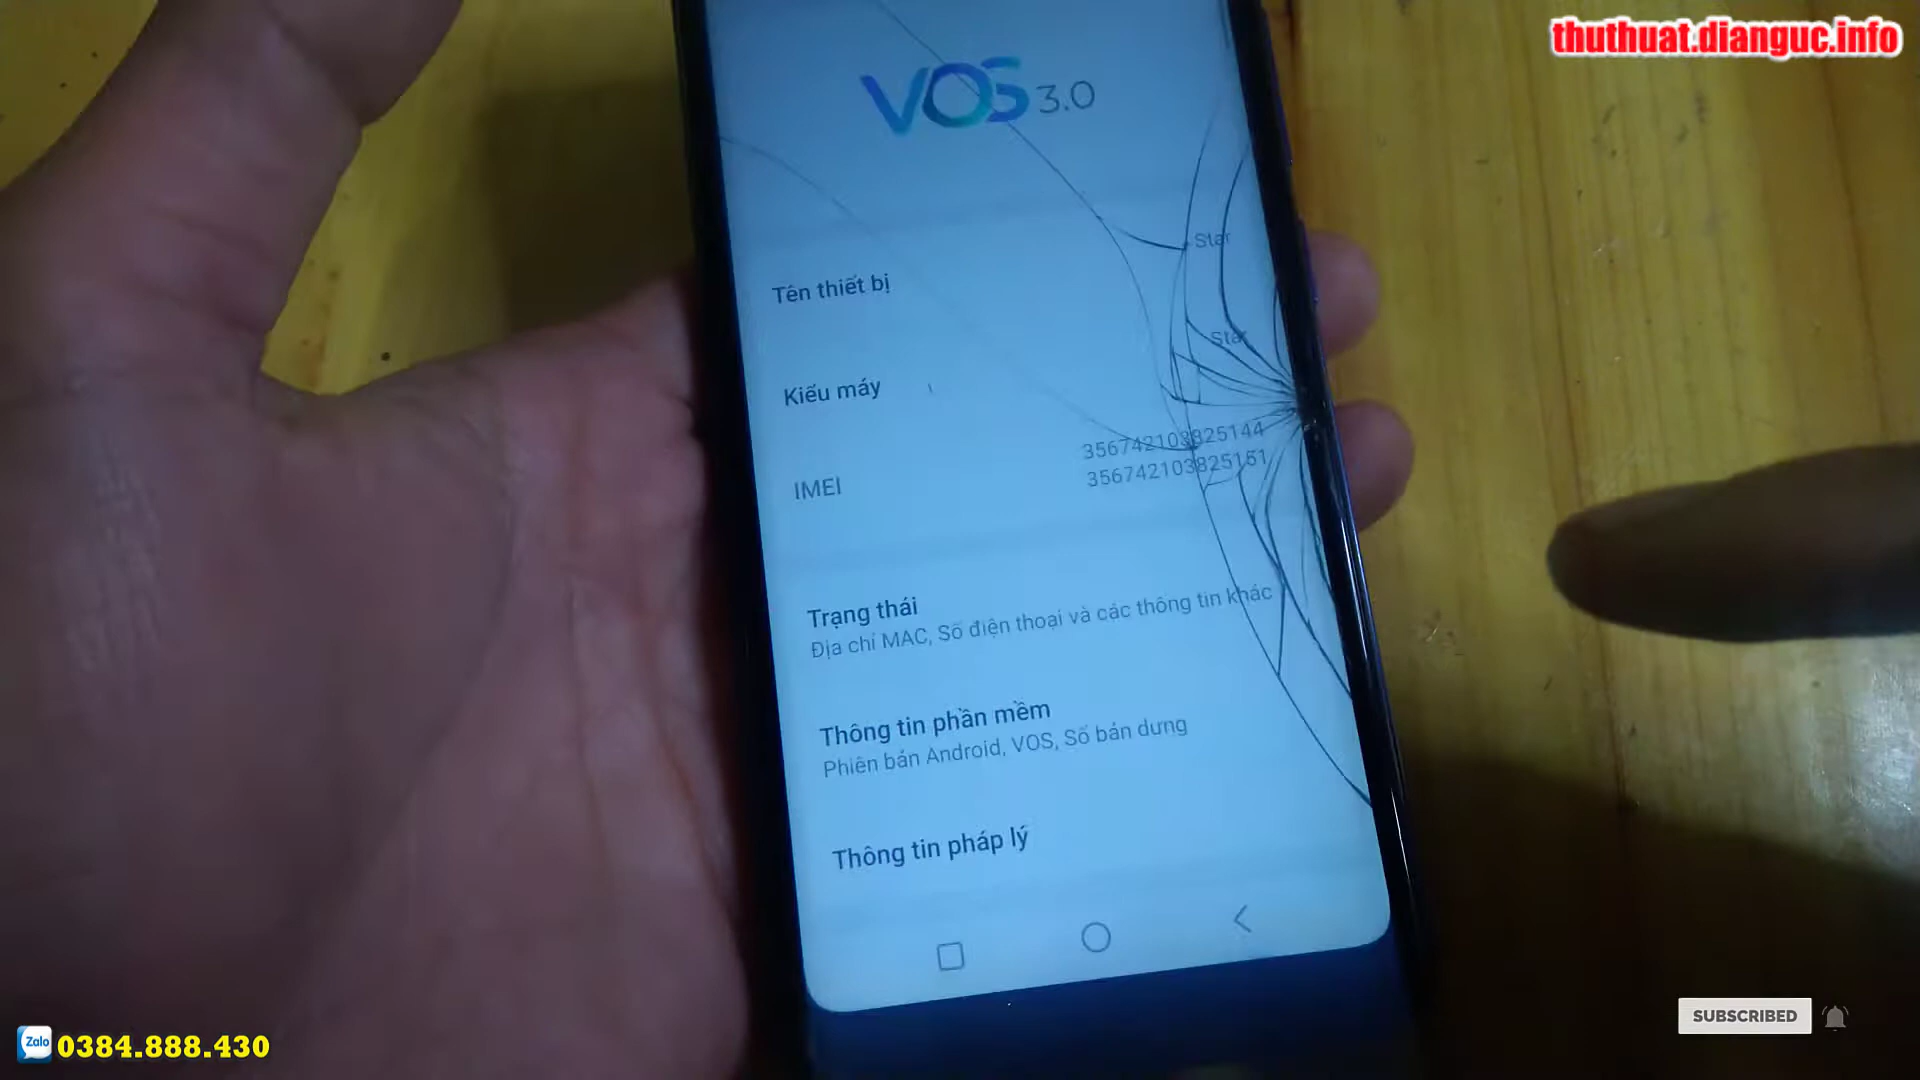 thuthuat.dianguc.info
VOS 3.0
Star
Tên thiết bị
Star
Kiểu máy
356742103825144
356742103825151
IMEI
Trạng thái
Địa chỉ MAC, Số điện thoại và các thông tin khác
Thông tin phần mềm
Phiên bản Android, VOS, Số bản dựng
Thông tin pháp lý
SUBSCRIBED
Zalo 0384.888.430